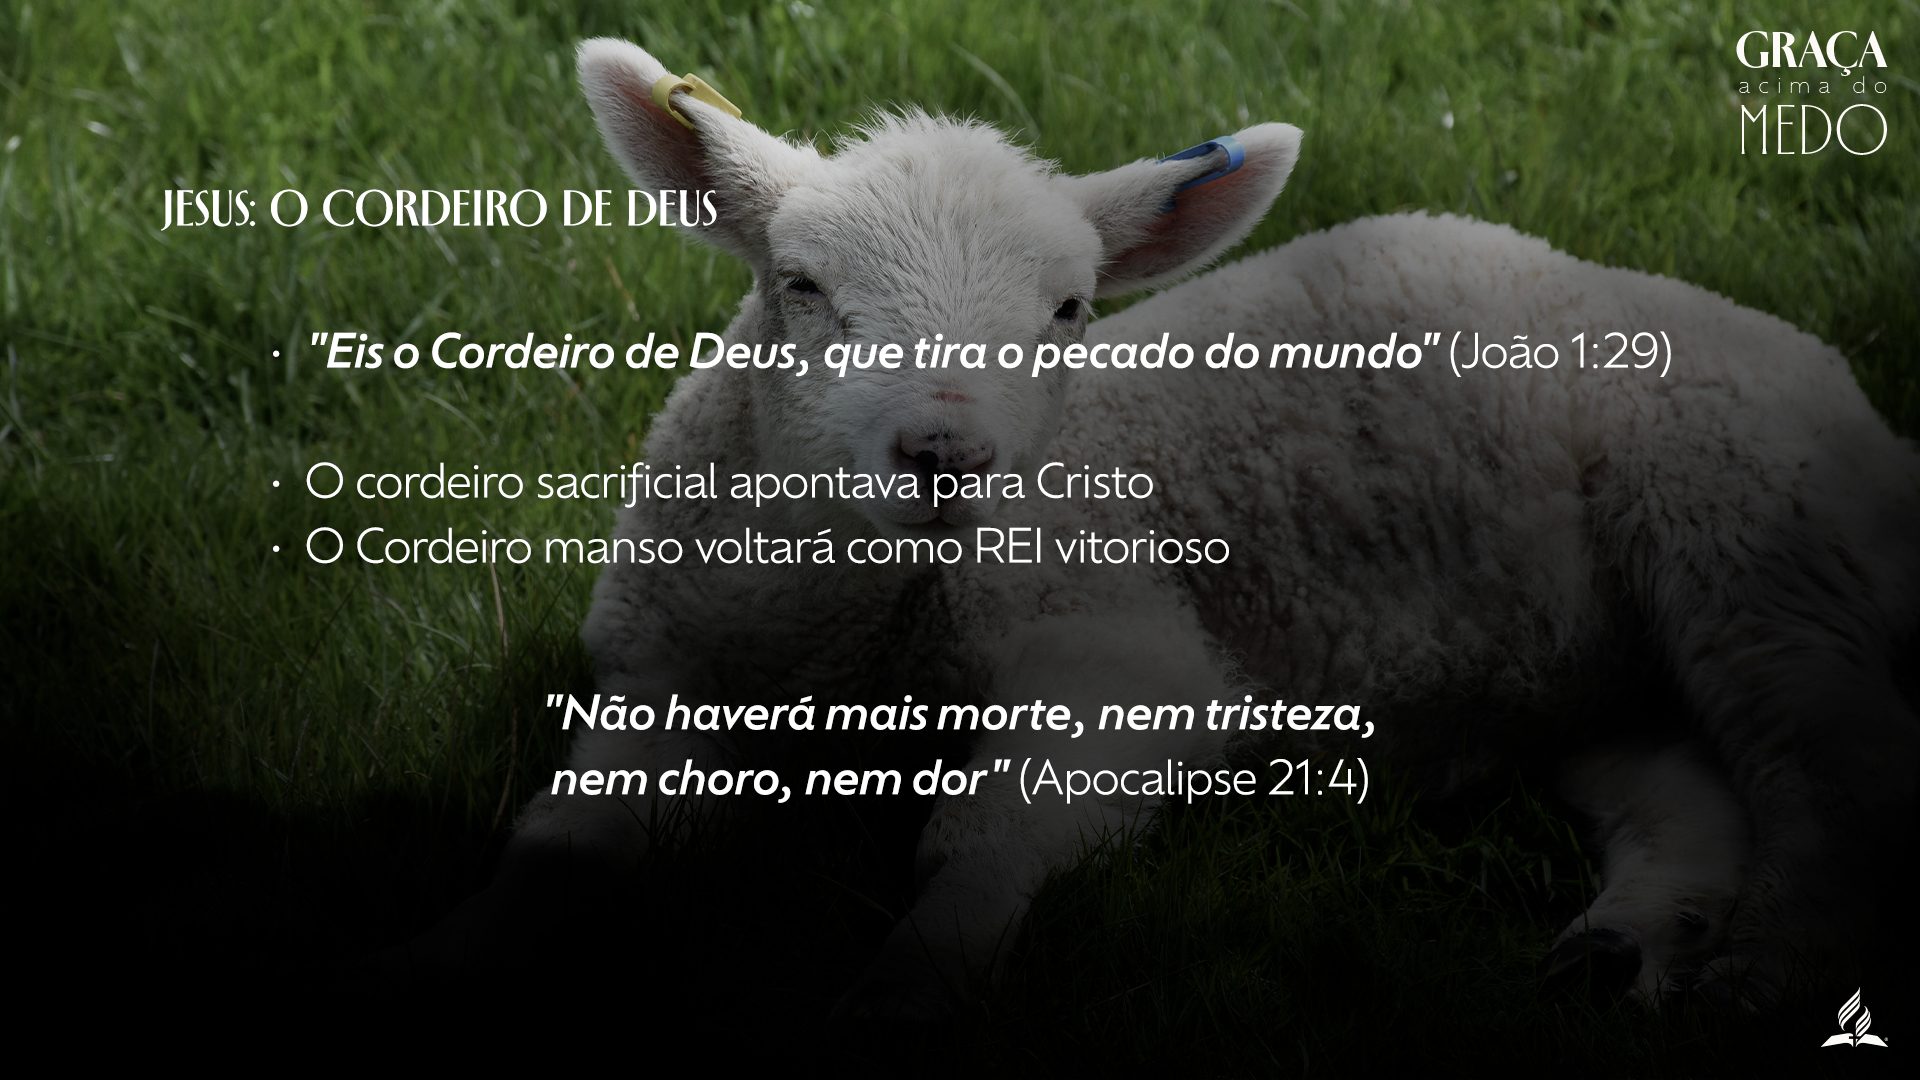 GRAÇA
acima do
MEDO
JESUS: O CORDEIRO DE DEUS
· "Eis o Cordeiro de Deus, que tira o pecado do mundo" (João 1:29)
· O cordeiro sacrificial apontava para Cristo
· O Cordeiro manso voltará como REI vitorioso
"Não haverá mais morte, nem tristeza,
nem choro, nem dor" (Apocalipse 21:4)